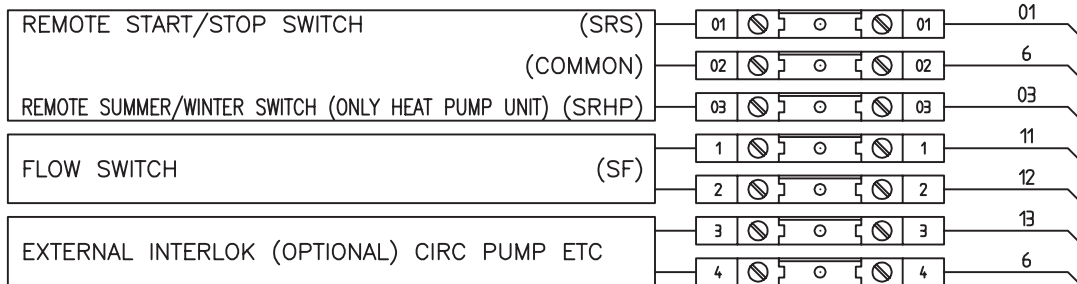 REMOTE START/STOP SWITCH (SRS) 01 01 01
(COMMON) 02 02 6
REMOTE SUMMER/WINTER SWITCH (ONLY HEAT PUMP UNIT) (SRHP) 03 03 03
1 1 11
FLOW SWITCH (SF)
2 2 12
3 3 13
EXTERNAL INTERLOK (OPTIONAL) CIRC PUMP ETC
4 4 6